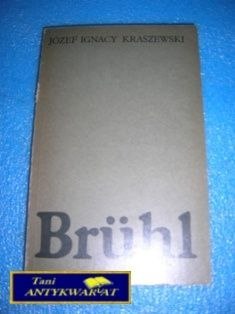 JÓZEF IGNACY KRASZEWSKI
Brühl
Tani
ANTYKWARIAT